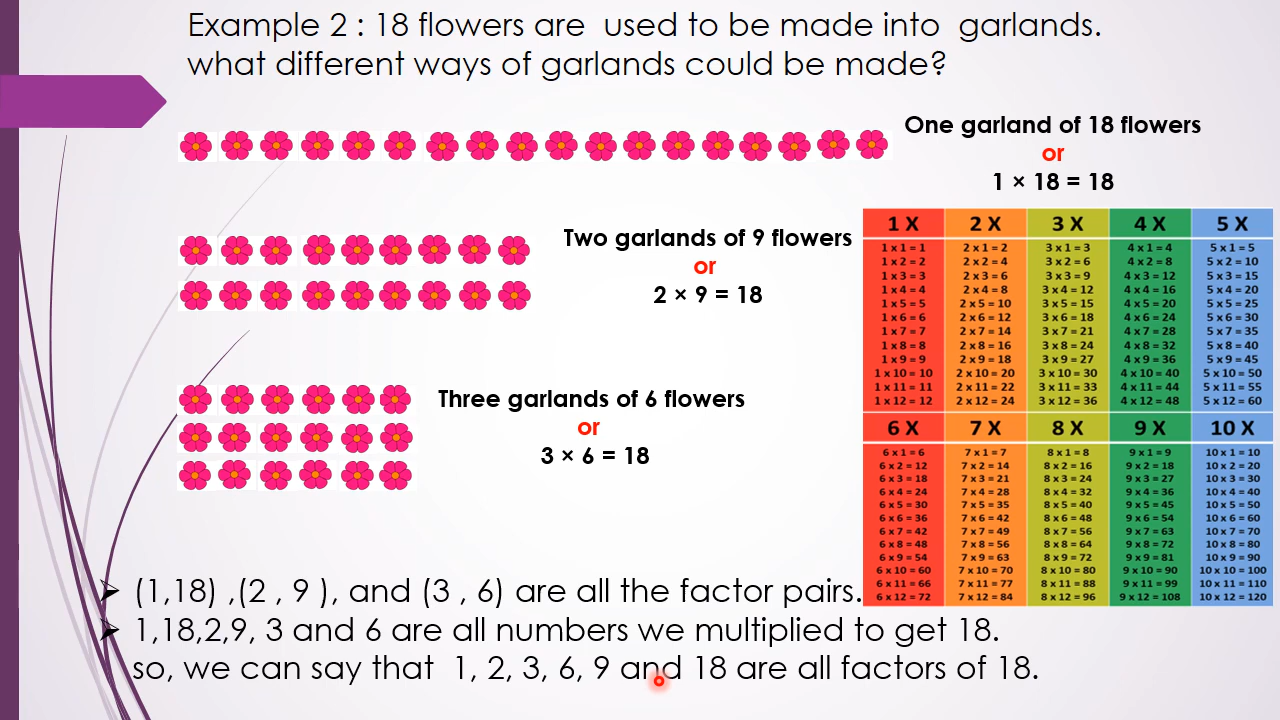 Example 2 : 18 flowers are used to be made into garlands.
what different ways of garlands could be made?
One garland of 18 flowers
or
1 × 18 = 18
Two garlands of 9 flowers
or
2 × 9 = 18
Three garlands of 6 flowers
or
3 × 6 = 18
1 X 2 X 3 X 4 X 5 X
1 x 1 = 1 2 x 1 = 2 3 x 1 = 3 4 x 1 = 4 5 x 1 = 5
1 x 2 = 2 2 x 2 = 4 3 x 2 = 6 4 x 2 = 8 5 x 2 = 10
1 x 3 = 3 2 x 3 = 6 3 x 3 = 9 4 x 3 = 12 5 x 3 = 15
1 x 4 = 4 2 x 4 = 8 3 x 4 = 12 4 x 4 = 16 5 x 4 = 20
1 x 5 = 5 2 x 5 = 10 3 x 5 = 15 4 x 5 = 20 5 x 5 = 25
1 x 6 = 6 2 x 6 = 12 3 x 6 = 18 4 x 6 = 24 5 x 6 = 30
1 x 7 = 7 2 x 7 = 14 3 x 7 = 21 4 x 7 = 28 5 x 7 = 35
1 x 8 = 8 2 x 8 = 16 3 x 8 = 24 4 x 8 = 32 5 x 8 = 40
1 x 9 = 9 2 x 9 = 18 3 x 9 = 27 4 x 9 = 36 5 x 9 = 45
1 x 10 = 10 2 x 10 = 20 3 x 10 = 30 4 x 10 = 40 5 x 10 = 50
1 x 11 = 11 2 x 11 = 22 3 x 11 = 33 4 x 11 = 44 5 x 11 = 55
1 x 12 = 12 2 x 12 = 24 3 x 12 = 36 4 x 12 = 48 5 x 12 = 60
6 X 7 X 8 X 9 X 10 X
6 x 1 = 6 7 x 1 = 7 8 x 1 = 8 9 x 1 = 9 10 x 1 = 10
6 x 2 = 12 7 x 2 = 14 8 x 2 = 16 9 x 2 = 18 10 x 2 = 20
6 x 3 = 18 7 x 3 = 21 8 x 3 = 24 9 x 3 = 27 10 x 3 = 30
6 x 4 = 24 7 x 4 = 28 8 x 4 = 32 9 x 4 = 36 10 x 4 = 40
6 x 5 = 30 7 x 5 = 35 8 x 5 = 40 9 x 5 = 45 10 x 5 = 50
6 x 6 = 36 7 x 6 = 42 8 x 6 = 48 9 x 6 = 54 10 x 6 = 60
6 x 7 = 42 7 x 7 = 49 8 x 7 = 56 9 x 7 = 63 10 x 7 = 70
6 x 8 = 48 7 x 8 = 56 8 x 8 = 64 9 x 8 = 72 10 x 8 = 80
6 x 9 = 54 7 x 9 = 63 8 x 9 = 72 9 x 9 = 81 10 x 9 = 90
6 x 10 = 60 7 x 10 = 70 8 x 10 = 80 9 x 10 = 90 10 x 10 = 100
6 x 11 = 66 7 x 11 = 77 8 x 11 = 88 9 x 11 = 99 10 x 11 = 110
6 x 12 = 72 7 x 12 = 84 8 x 12 = 96 9 x 12 = 108 10 x 12 = 120
(1,18) ,(2 , 9 ), and (3 , 6) are all the factor pairs.
1,18,2,9, 3 and 6 are all numbers we multiplied to get 18.
so, we can say that 1, 2, 3, 6, 9 and 18 are all factors of 18.